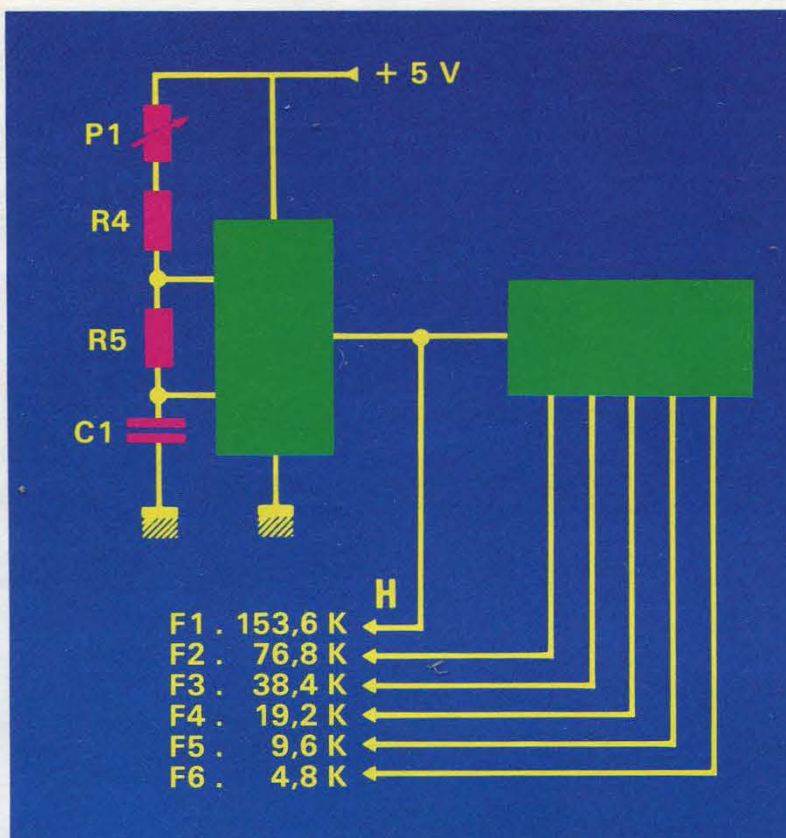 + 5 V
P1
R4
R5
C1
H
F1 . 153,6 K
F2 . 76,8 K
F3 . 38,4 K
F4 . 19,2 K
F5 . 9,6 K
F6 . 4,8 K